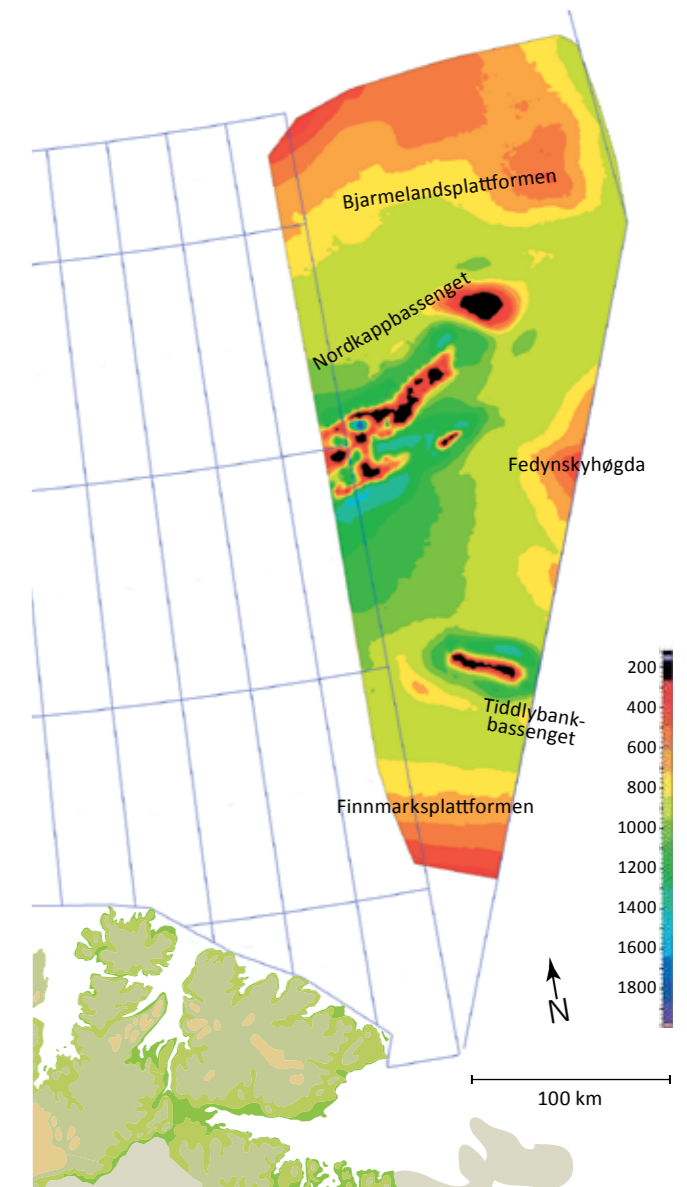 Bjarmelandsplattformen
Nordkappbassenget
Fedynskyhøgda
200
400
600
800
1000
1200
1400
1600
1800
Tiddlybank-
bassenget
Finnmarksplattformen
N
100 km